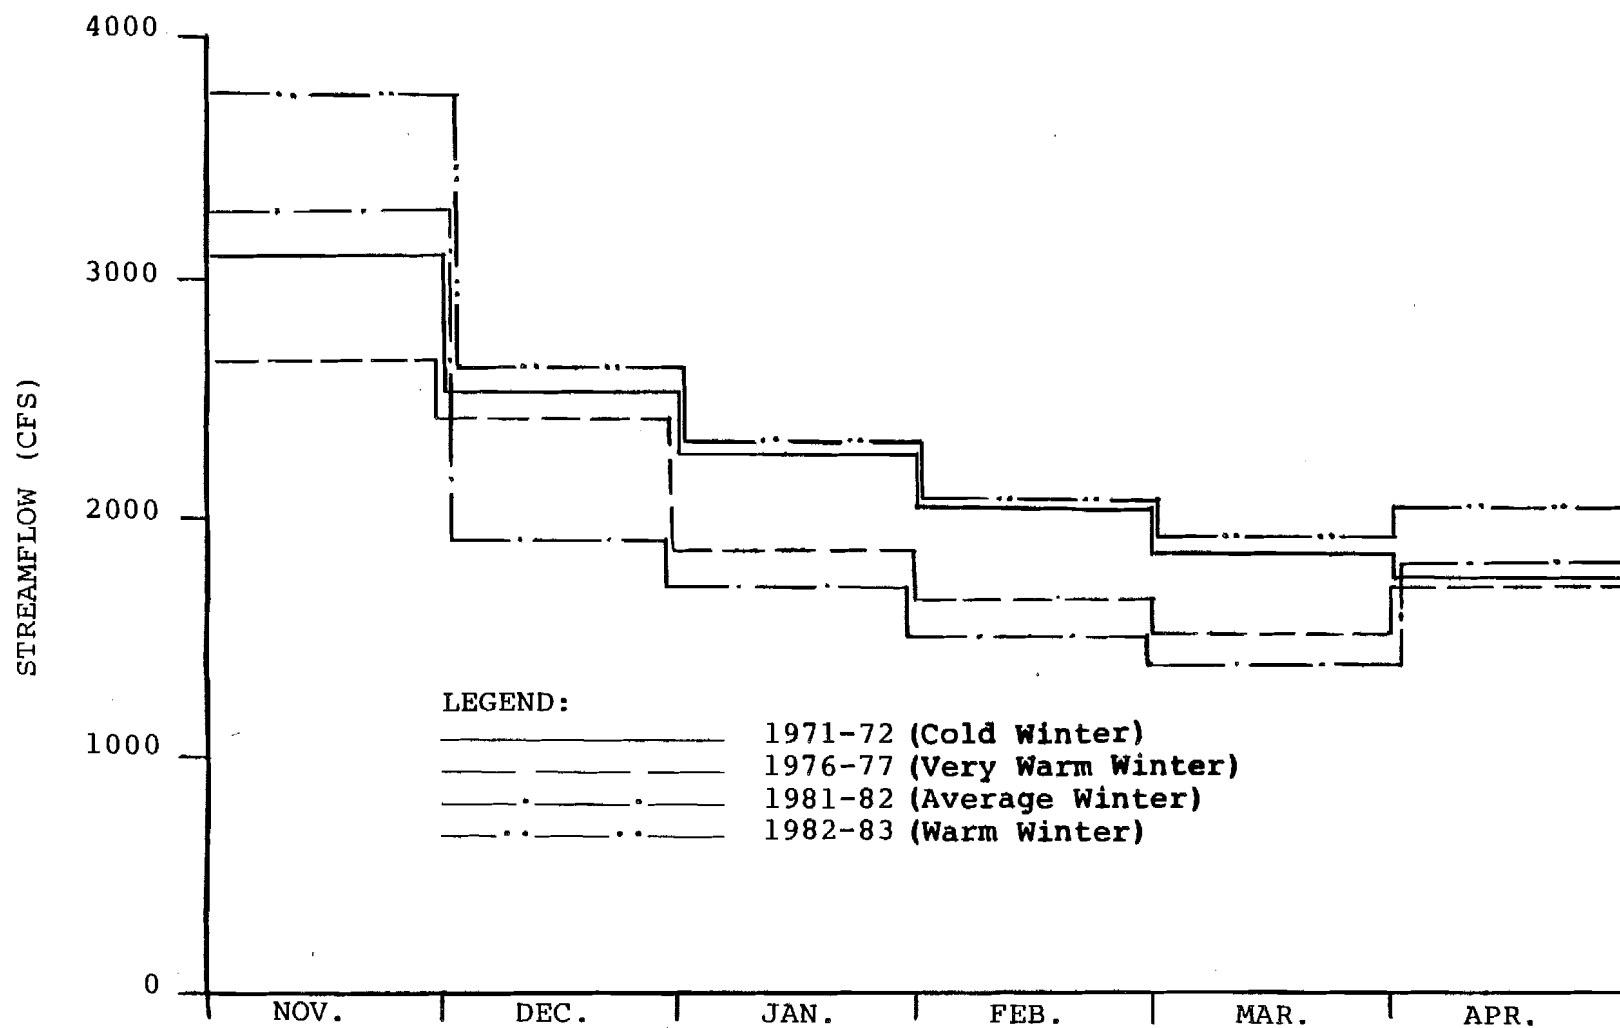 4000
3000
2000
1000
0
STREAMFLOW (CFS)
LEGEND:
1971-72 (Cold Winter)
1976-77 (Very Warm Winter)
1981-82 (Average Winter)
1982-83 (Warm Winter)
NOV. DEC. JAN. FEB. MAR. APR.